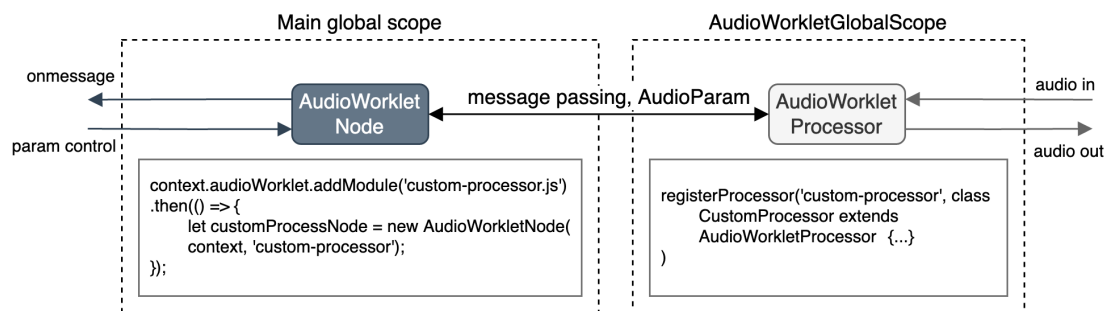 Main global scope
AudioWorkletGlobalScope
onmessage
param control
AudioWorklet
Node
message passing, AudioParam
AudioWorklet
Processor
audio in
audio out
context.audioWorklet.addModule('custom-processor.js')
.then(() => {
let customProcessNode = new AudioWorkletNode(
context, 'custom-processor');
});
registerProcessor('custom-processor', class
CustomProcessor extends
AudioWorkletProcessor {...}
)